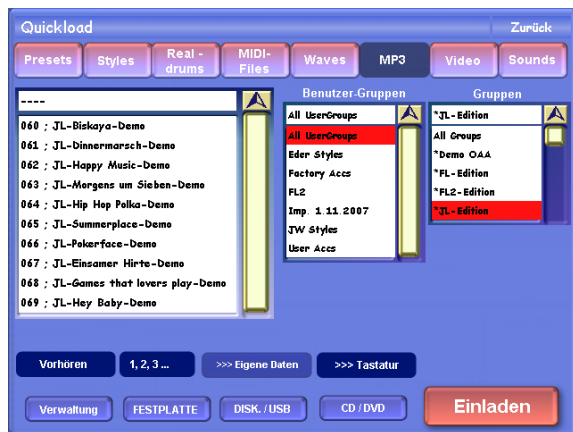 Quickload
Zurück
Presets
Styles
Real -
drums
MIDI-
Files
Waves
MP3
Video
Sounds
----
060 ; JL-Biskaya-Demo
061 ; JL-Dinnermarsch-Demo
062 ; JL-Happy Music-Demo
063 ; JL-Morgens um Sieben-Demo
064 ; JL-Hip Hop Polka-Demo
065 ; JL-Summerplace-Demo
066 ; JL-Pokerface-Demo
067 ; JL-Einsamer Hirte-Demo
068 ; JL-Games that lovers play-Demo
069 ; JL-Hey Baby-Demo
Benutzer-Gruppen
All UserGroups
All UserGroups
Eder Styles
Factory Accs
FL2
Imp. 1.11.2007
JW Styles
User Accs
Gruppen
*JL-Edition
All Groups
*Demo OAA
*FL-Edition
*FL2-Edition
*JL-Edition
Vorhören
1, 2, 3 ...
>>> Eigene Daten
>>> Tastatur
Verwaltung
FESTPLATTE
DISK. / USB
CD / DVD
Einladen